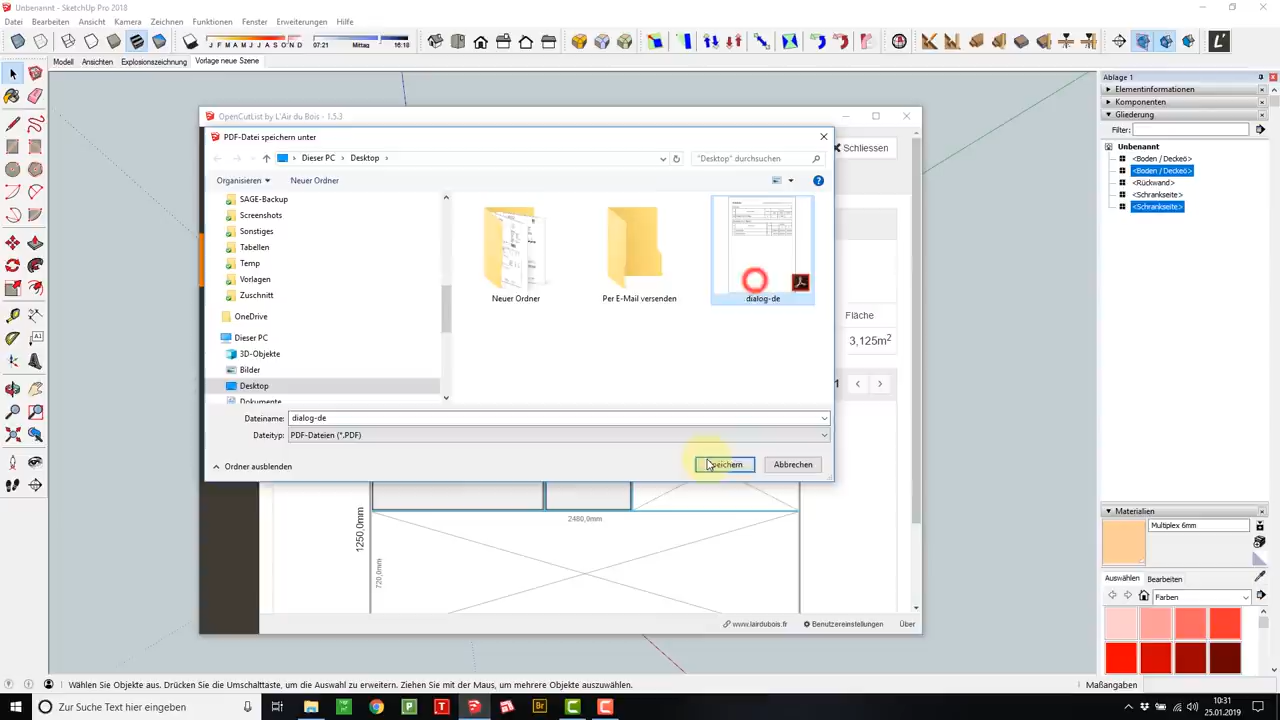 Unbenannt - SketchUp Pro 2018
Datei Bearbeiten Ansicht Kamera Zeichnen Funktionen Fenster Erweiterungen Hilfe
J F M A M J J A S O N D 07:21 Mittag 16:18
Modell Ansichten Explosionszeichnung Vorlage neue Szene
OpenCutList by L'Air du Bois - 1.5.3
PDF-Datei speichern unter
Dieser PC Desktop
"Desktop" durchsuchen
Schliessen
Organisieren Neuer Ordner
SAGE-Backup
Screenshots
Sonstiges
Tabellen
Temp
Vorlagen
Zuschnitt
OneDrive
Dieser PC
3D-Objekte
Bilder
Desktop
Dokumente
Neuer Ordner
Per E-Mail versenden
dialog-de
Fläche
3,125m²
1
Dateiname: dialog-de
Dateityp: PDF-Dateien (*.PDF)
Ordner ausblenden
Speichern Abbrechen
2480,0mm
1250,0mm
720,0mm
www.lairdubois.fr Benutzereinstellungen Über
Ablage 1
Elementinformationen
Komponenten
Gliederung
Filter:
Unbenannt
<Boden / Deckeö>
<Boden / Deckeö>
<Rückwand>
<Schrankseite>
<Schrankseite>
Materialien
Multiplex 6mm
Auswählen Bearbeiten
Farben
Wählen Sie Objekte aus. Drücken Sie die Umschalttaste, um die Auswahl zu erweitern. Ziehen Sie mit der Maus, um mehrere Objekte auszuwählen.
Maßangaben
Zur Suche Text hier eingeben
10:31
25.01.2019